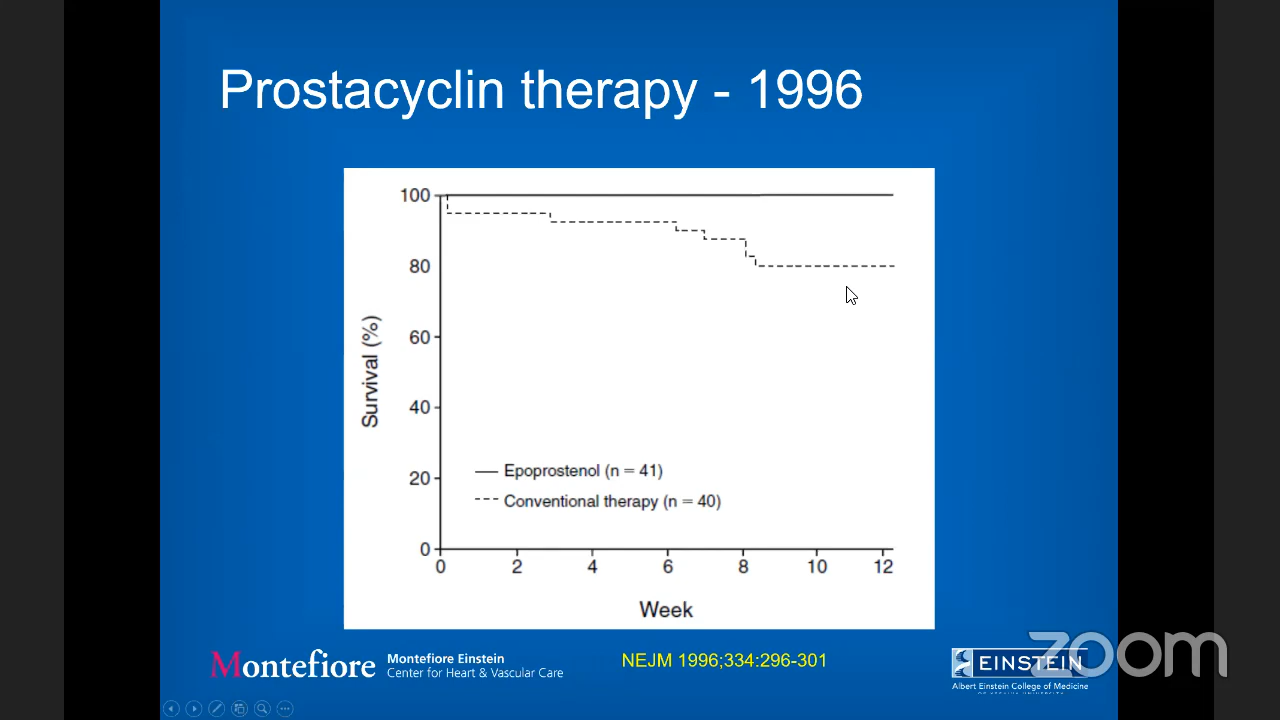 Prostacyclin therapy - 1996
100
80
60
40
20
0
Survival (%)
Epoprostenol (n = 41)
Conventional therapy (n = 40)
0 2 4 6 8 10 12
Week
Montefiore
Montefiore Einstein
Center for Heart & Vascular Care
NEJM 1996;334:296-301
EINSTEIN
Albert Einstein College of Medicine
zoom